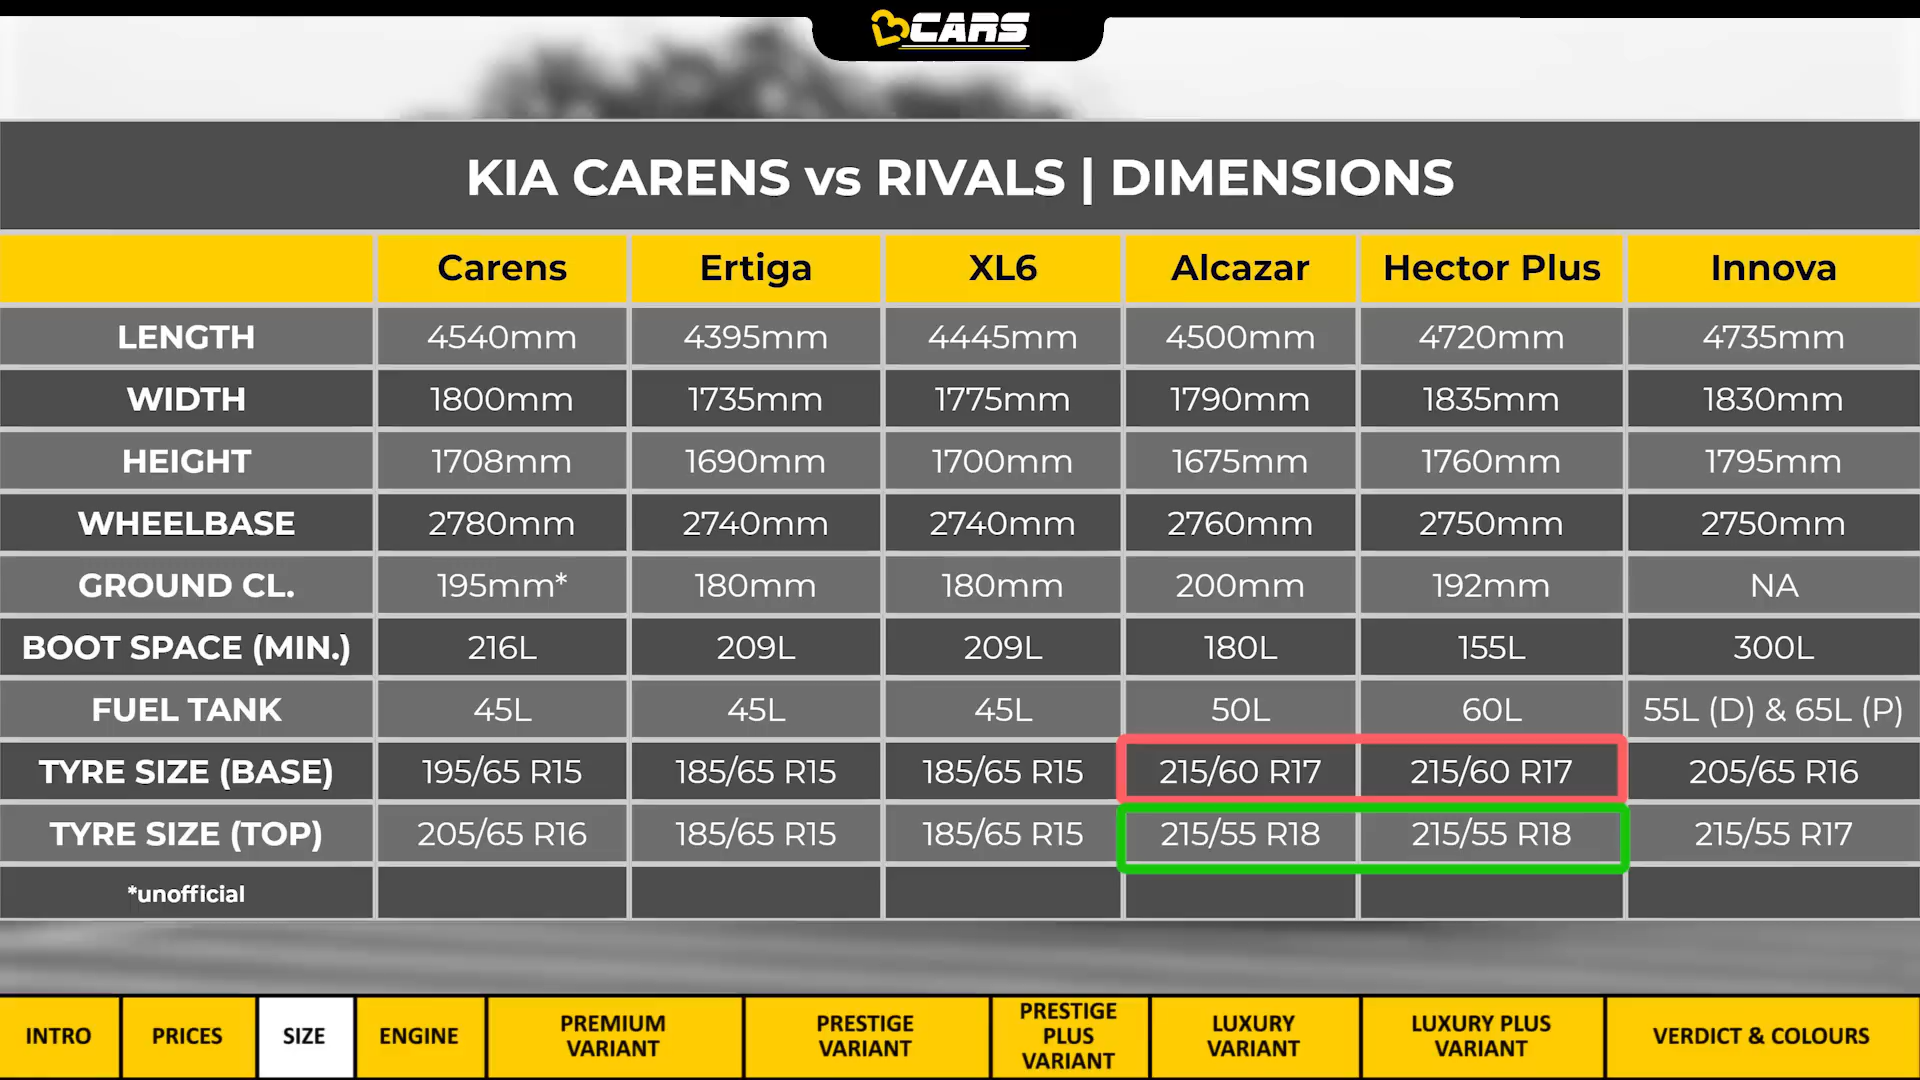 CARS
KIA CARENS vs RIVALS | DIMENSIONS
Carens Ertiga XL6 Alcazar Hector Plus Innova
LENGTH 4540mm 4395mm 4445mm 4500mm 4720mm 4735mm
WIDTH 1800mm 1735mm 1775mm 1790mm 1835mm 1830mm
HEIGHT 1708mm 1690mm 1700mm 1675mm 1760mm 1795mm
WHEELBASE 2780mm 2740mm 2740mm 2760mm 2750mm 2750mm
GROUND CL. 195mm* 180mm 180mm 200mm 192mm NA
BOOT SPACE (MIN.) 216L 209L 209L 180L 155L 300L
FUEL TANK 45L 45L 45L 50L 60L 55L (D) & 65L (P)
TYRE SIZE (BASE) 195/65 R15 185/65 R15 185/65 R15 215/60 R17 215/60 R17 205/65 R16
TYRE SIZE (TOP) 205/65 R16 185/65 R15 185/65 R15 215/55 R18 215/55 R18 215/55 R17
*unofficial
INTRO
PRICES
SIZE
ENGINE
PREMIUM
VARIANT
PRESTIGE
VARIANT
PRESTIGE
PLUS
VARIANT
LUXURY
VARIANT
LUXURY PLUS
VARIANT
VERDICT & COLOURS